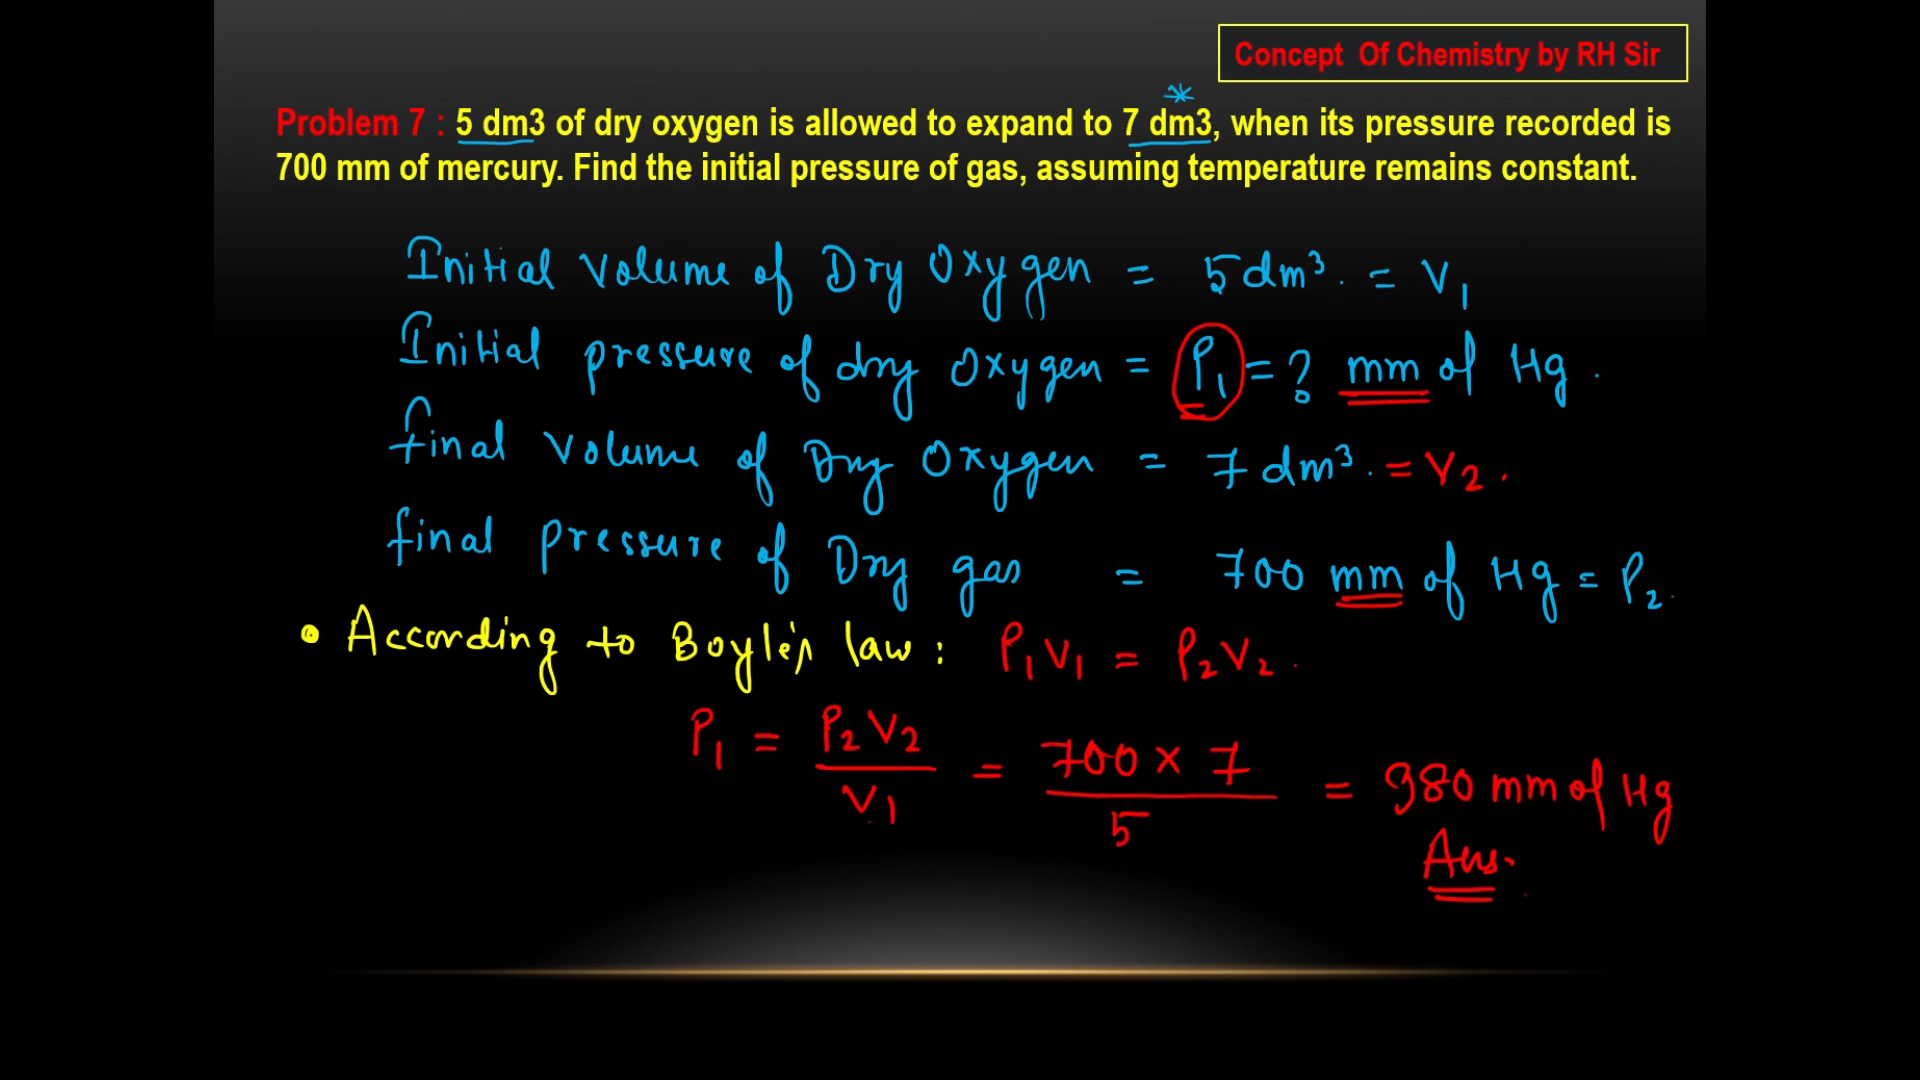 Concept Of Chemistry by RH Sir
Problem 7 : 5 dm3 of dry oxygen is allowed to expand to 7 dm3, when its pressure recorded is
700 mm of mercury. Find the initial pressure of gas, assuming temperature remains constant.
Initial volume of Dry Oxygen = 5 dm³. = V₁
Initial pressure of dry oxygen = P₁ = ? mm of Hg.
final volume of Dry Oxygen = 7 dm³. = V₂.
final pressure of Dry gas = 700 mm of Hg = P₂.
• According to Boyle's law: P₁V₁ = P₂V₂.
P₁ = P₂V₂ / V₁ = 700 × 7 / 5 = 980 mm of Hg
Ans.